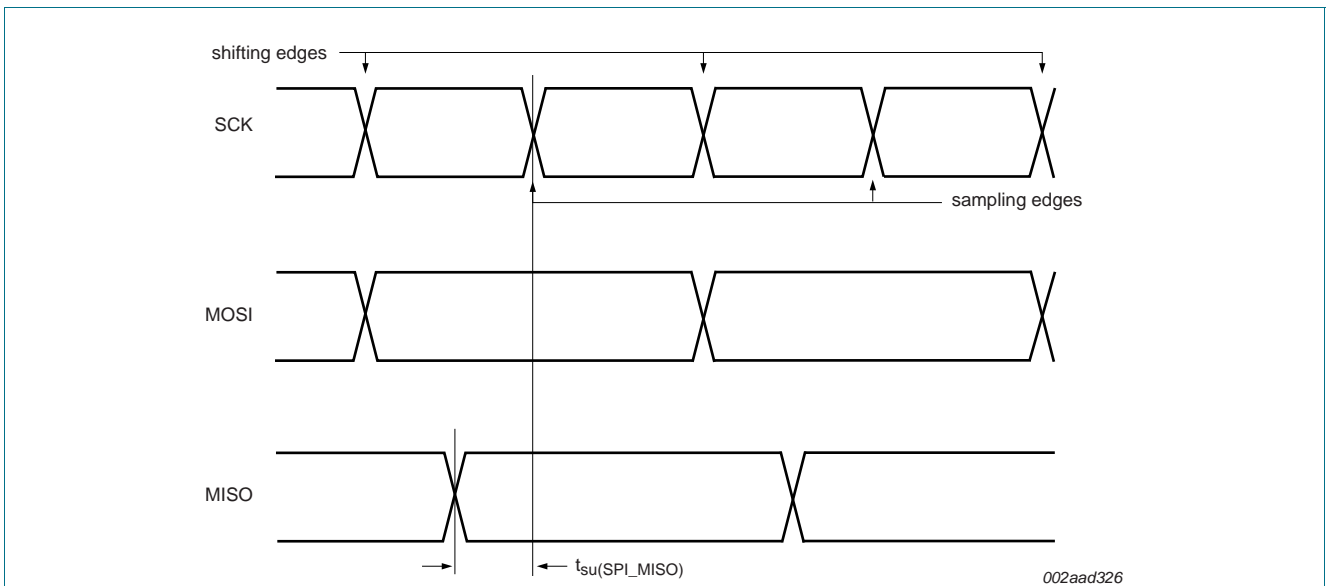 shifting edges
SCK
sampling edges
MOSI
MISO
tsu(SPI_MISO)
002aad326